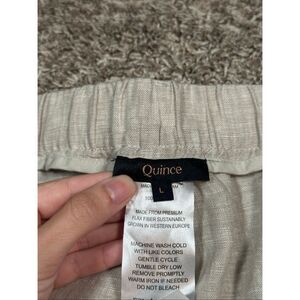 Quince
L
100
MADE FROM PREMIUM
FLAX FIBER SUSTAINABLY
GROWN IN WESTERN EUROPE
MACHINE WASH COLD
WITH LIKE COLORS
GENTLE CYCLE
TUMBLE DRY LOW
REMOVE PROMPTLY
WARM IRON IF NEEDED
DO NOT BLEACH